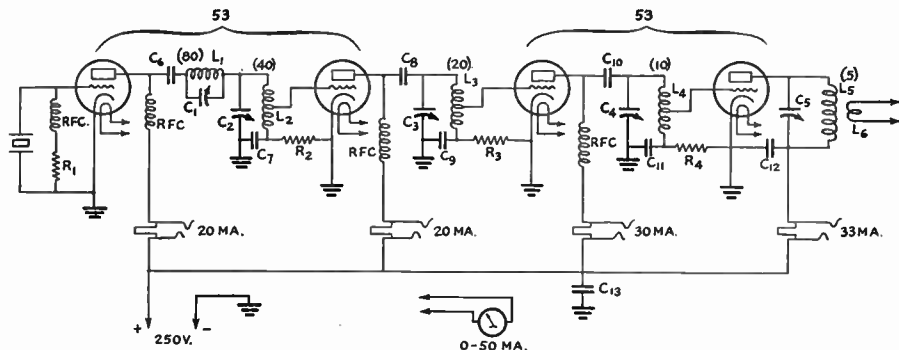 53
53
C6
(80)
L1
C1
(40)
L2
C2
C7
R2
RFC.
R1
RFC
C8
(20)
L3
C3
C9
R3
RFC
C10
(10)
L4
C4
C11
R4
RFC
C12
C5
(5)
L5
L6
20 MA.
20 MA.
30 MA.
33 MA.
C13
+
-
250V.
0-50 MA.